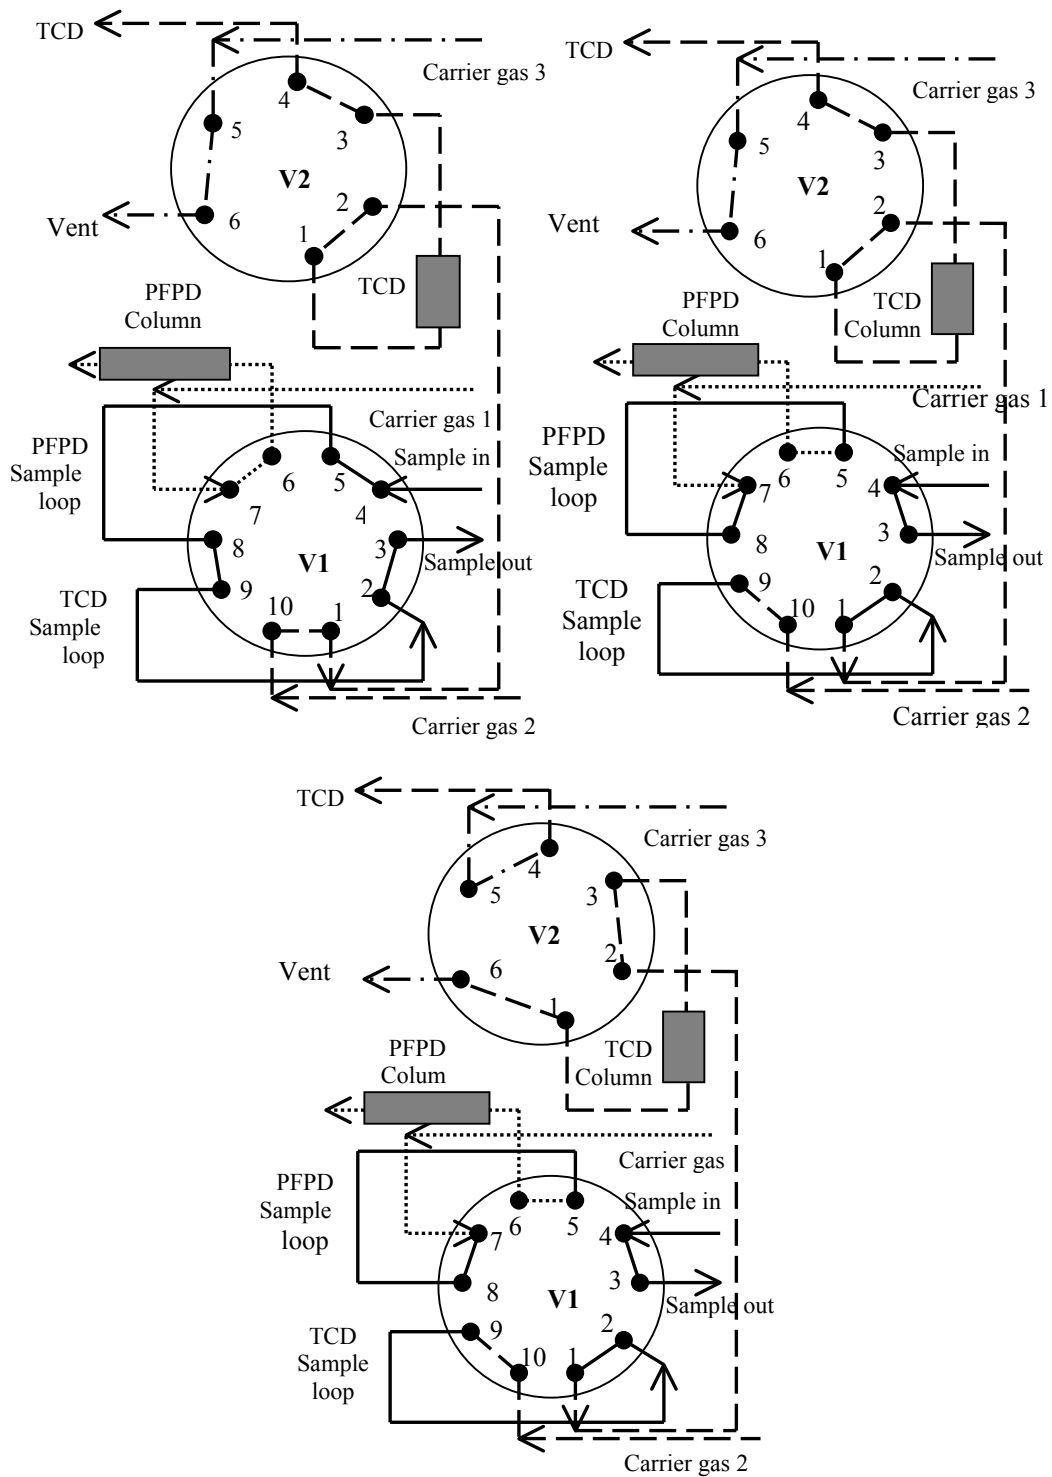 TCD
Carrier gas 3
4
5
3
V2
2
Vent
6
1
TCD
PFPD
Column
Carrier gas 1
PFPD
Sample
loop
Sample in
6
5
4
7
8
3
V1
Sample out
9
2
TCD
Sample
loop
10
1
Carrier gas 2
TCD
Carrier gas 3
4
5
3
V2
2
Vent
6
1
PFPD
Column
TCD
Column
Carrier gas 1
PFPD
Sample
loop
Sample in
6
5
4
7
8
3
V1
Sample out
9
2
TCD
Sample
loop
10
1
Carrier gas 2
TCD
Carrier gas 3
4
5
3
V2
2
Vent
6
1
PFPD
Colum
TCD
Column
Carrier gas
PFPD
Sample
loop
Sample in
6
5
4
7
8
3
V1
Sample out
9
2
TCD
Sample
loop
10
1
Carrier gas 2